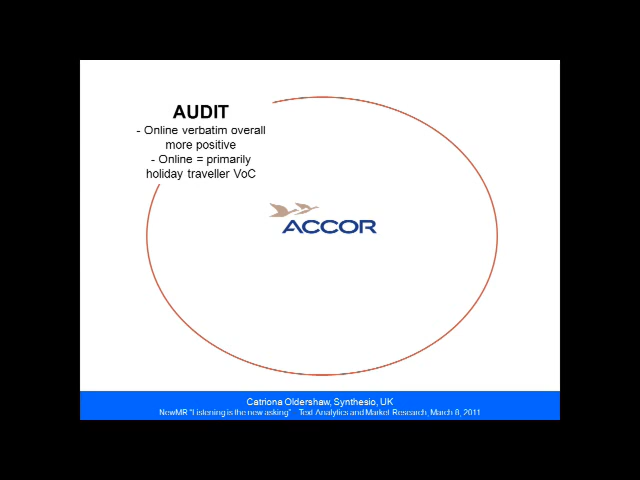 AUDIT
- Online verbatim overall
more positive
- Online = primarily
holiday traveller VoC
ACCOR
Catriona Oldershaw, Synthesio, UK
NewMR "Listening is the new asking" Text Analytics and Market Research, March 8, 2011